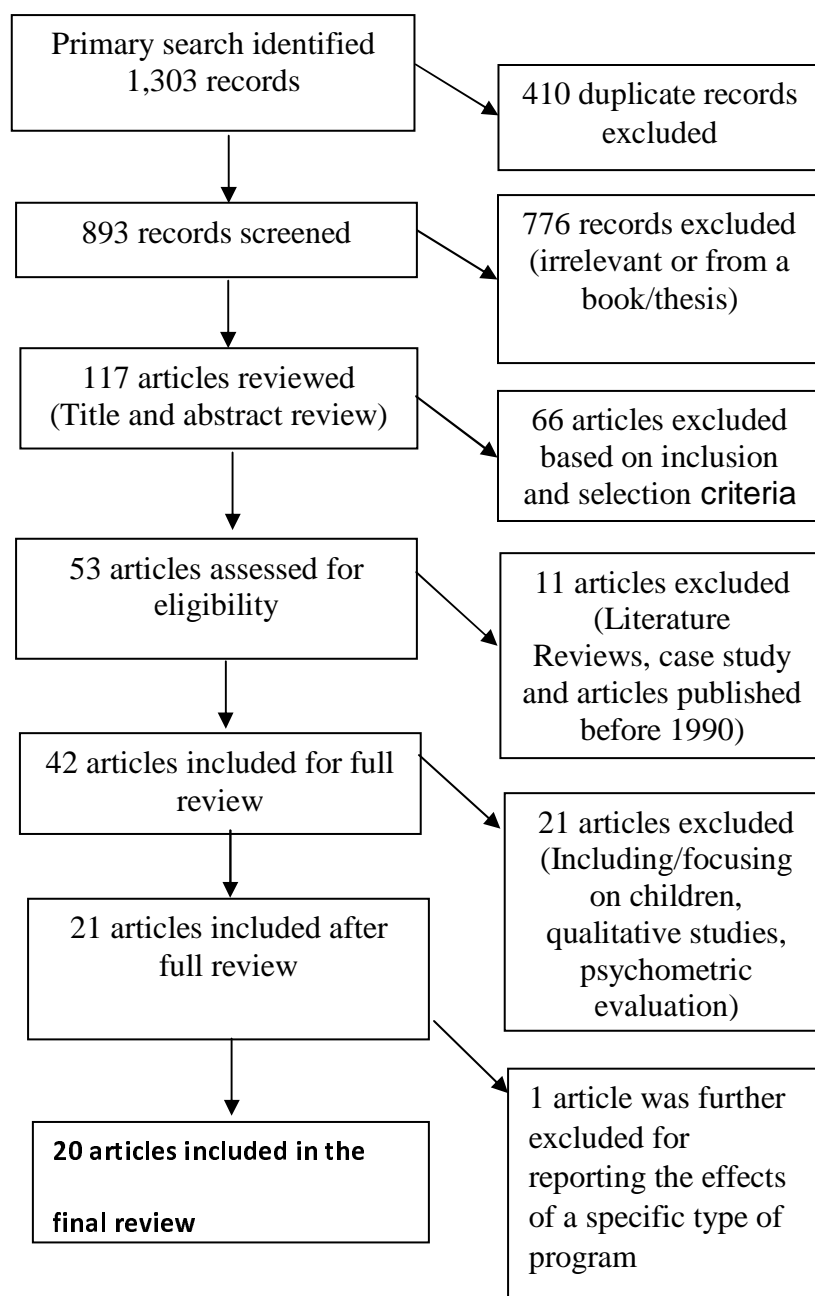 Primary search identified
1,303 records
410 duplicate records
excluded
893 records screened
776 records excluded
(irrelevant or from a
book/thesis)
117 articles reviewed
(Title and abstract review)
66 articles excluded
based on inclusion
and selection criteria
53 articles assessed for
eligibility
11 articles excluded
(Literature
Reviews, case study
and articles published
before 1990)
42 articles included for full
review
21 articles excluded
(Including/focusing
on children,
qualitative studies,
psychometric
evaluation)
21 articles included after
full review
1 article was further
excluded for
reporting the effects
of a specific type of
program
20 articles included in the
final review